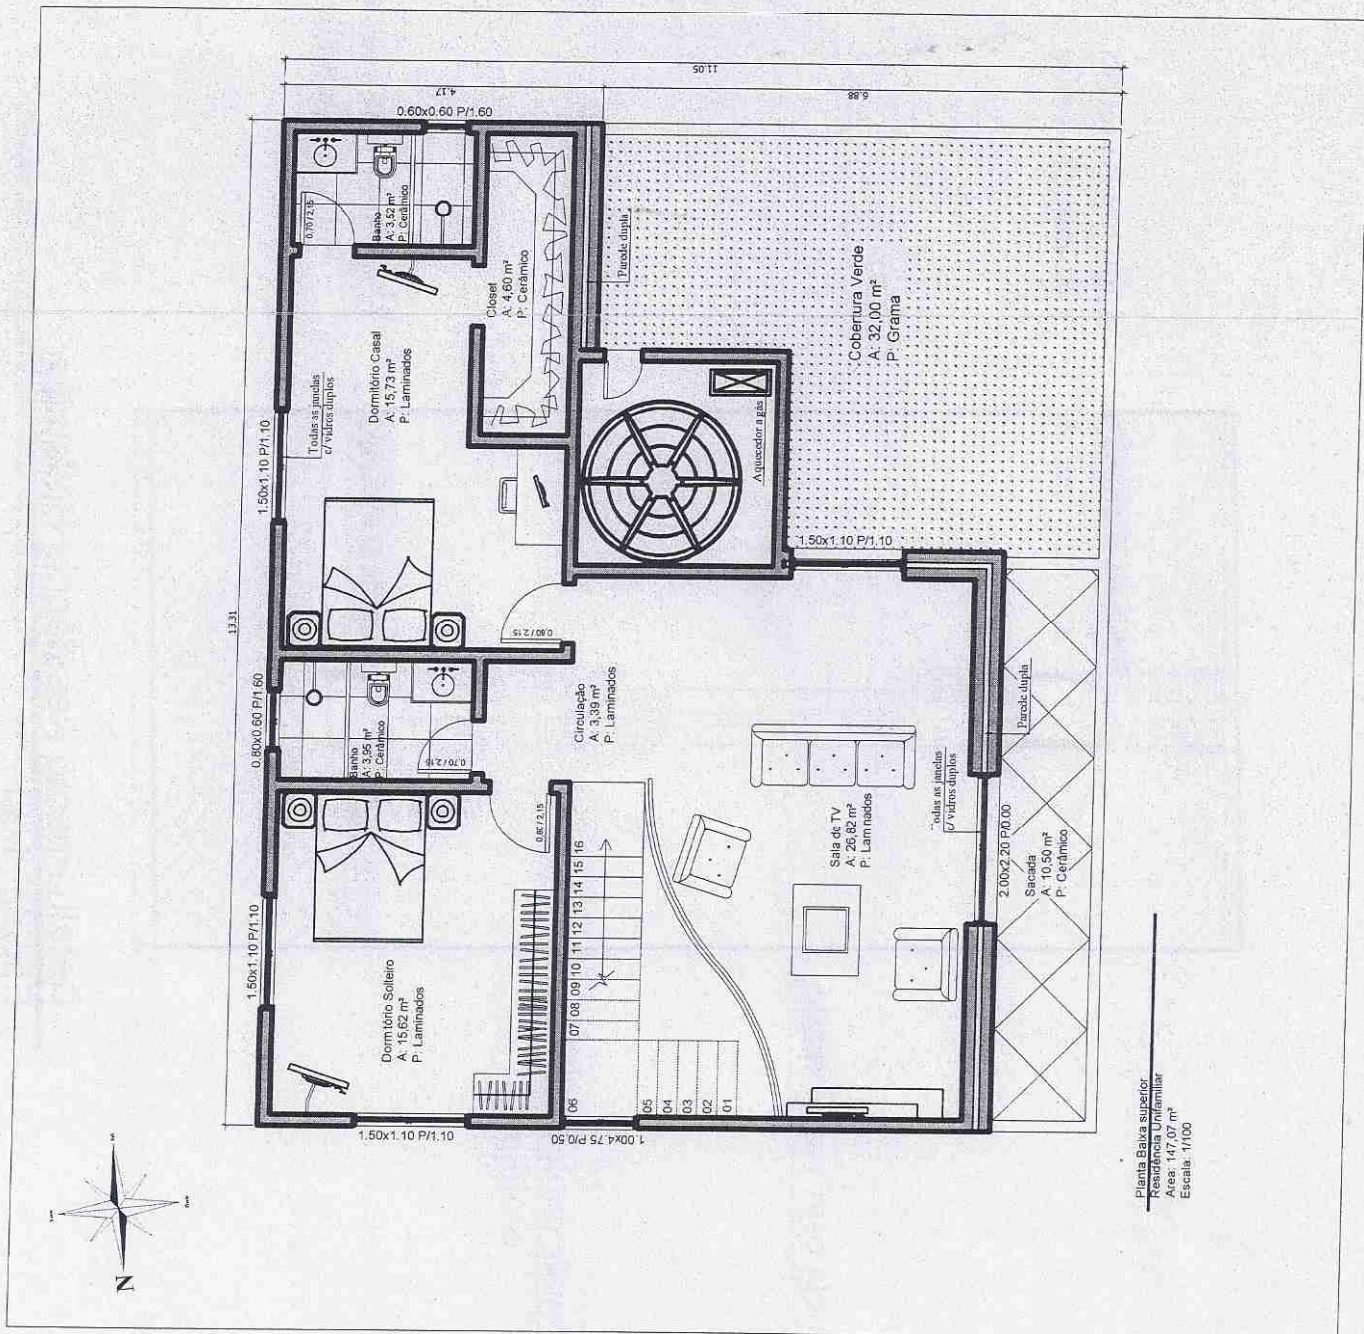 11.05
4.17
6.88
0.60x0.60 P/1.60
0.70 / 2,15
Banho
A: 3,52 m²
P: Cerâmico
Closet
A: 4,60 m²
P: Cerâmico
Parede dupla
Cobertura Verde
A: 32,00 m²
P: Grama
Dormitório Casal
A: 15,73 m²
P: Laminados
Todas as janelas
c/ vidros duplos
1.50x1.10 P/1.10
Aquecedor a gás
1.50x1.10 P/1.10
13.31
0.80 / 2,15
0.80x0.60 P/1.60
Banho
A: 3,95 m²
P: Cerâmico
0,70 / 2,15
Circulação
A: 3,39 m²
P: Laminados
Parede dupla
odas as janelas
c/ vidros duplos
Sala de TV
A: 26,82 m²
P: Lam nados
2.00x2.20 P/0.00
Sacada
A: 10,50 m²
P: Cerâmico
0,80 / 2,15
1.50x1.10 P/1.10
Dorm tório Solteiro
A: 15,62 m²
P: Laminados
16
15
14
13
12
11
10
09
08
07
06
05
04
03
02
01
1.50x1.10 P/1.10
1.00x4.75 P/0.50
N
Planta Baixa superior
Residência Unifamiliar
Área: 147,07 m²
Escala: 1/100